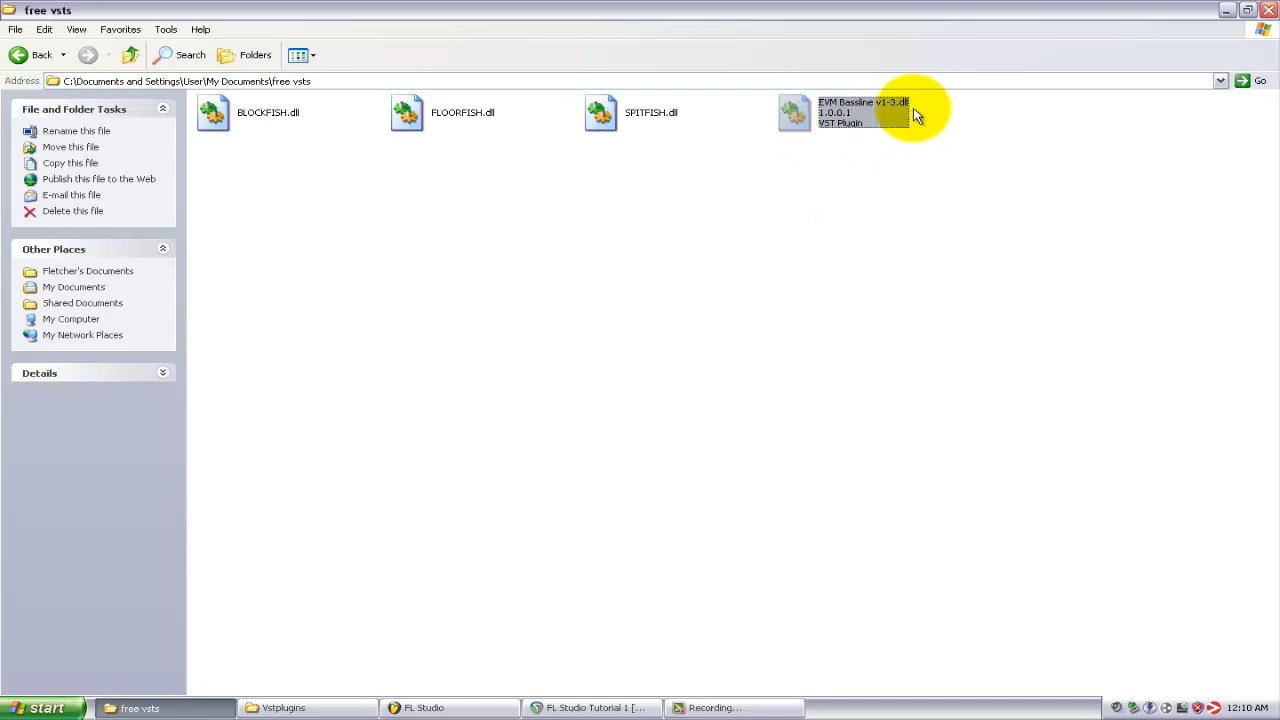 free vsts
File Edit View Favorites Tools Help
Back Search Folders
Address C:\Documents and Settings\User\My Documents\free vsts Go
File and Folder Tasks
Rename this file
Move this file
Copy this file
Publish this file to the Web
E-mail this file
Delete this file
Other Places
Fletcher's Documents
My Documents
Shared Documents
My Computer
My Network Places
Details
BLOCKFISH.dll
FLOORFISH.dll
SPITFISH.dll
EVM Bassline v1-3.dll
1.0.0.1
VST Plugin
start free vsts Vstplugins FL Studio FL Studio Tutorial 1 [... Recording... 12:10 AM